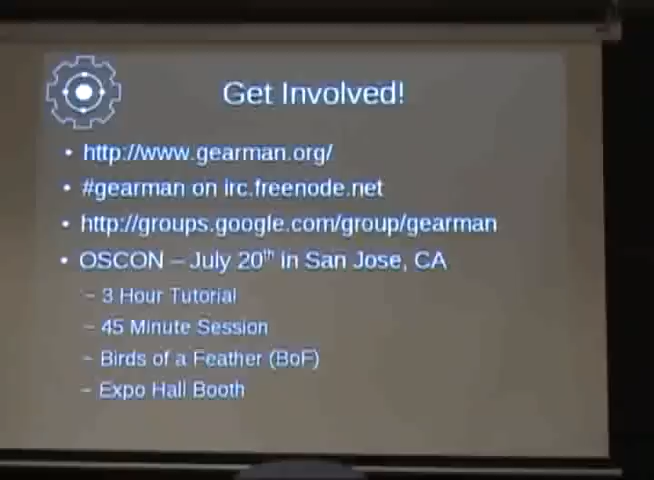 Get Involved!
• http://www.gearman.org/
• #gearman on irc.freenode.net
• http://groups.google.com/group/gearman
• OSCON – July 20th in San Jose, CA
– 3 Hour Tutorial
– 45 Minute Session
– Birds of a Feather (BoF)
– Expo Hall Booth